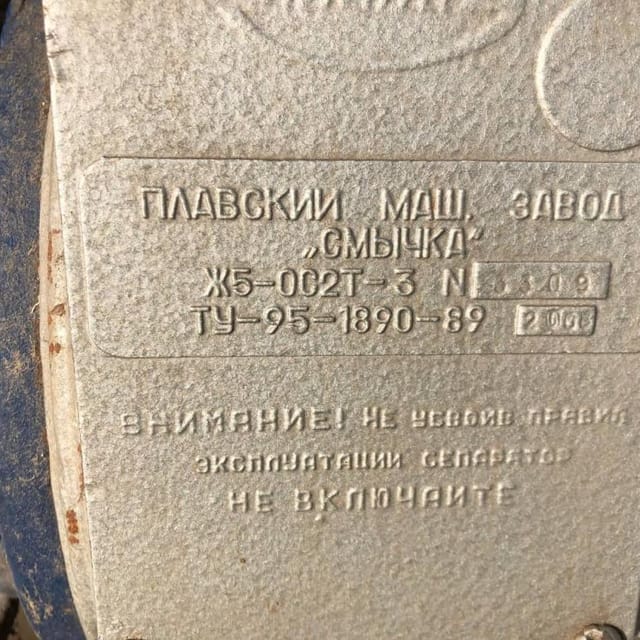 ПЛАВСКИЙ МАШ. ЗАВОД
„СМЫЧКА"
Ж5-ОС2Т-3 N
ТУ-95-1890-89
ВНИМАНИЕ! НЕ УСВОИВ ПРАВИЛ
ЭКСПЛУАТАЦИИ СЕПАРАТОР
НЕ ВКЛЮЧАЙТЕ